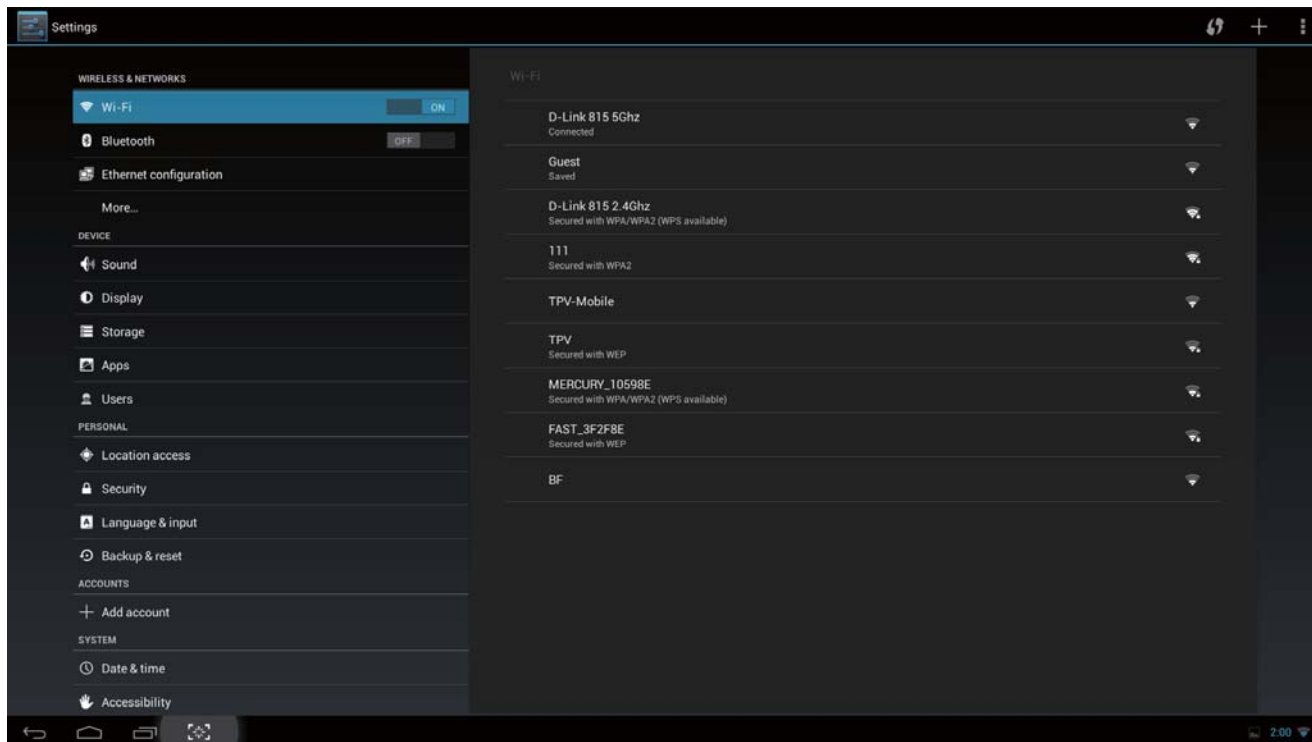 Settings
WIRELESS & NETWORKS
Wi-Fi
ON
Bluetooth
OFF
Ethernet configuration
More...
DEVICE
Sound
Display
Storage
Apps
Users
PERSONAL
Location access
Security
Language & input
Backup & reset
ACCOUNTS
Add account
SYSTEM
Date & time
Accessibility
Wi-Fi
D-Link 815 5Ghz
Connected
Guest
Saved
D-Link 815 2.4Ghz
Secured with WPA/WPA2 (WPS available)
111
Secured with WPA2
TPV-Mobile
TPV
Secured with WEP
MERCURY_10598E
Secured with WPA/WPA2 (WPS available)
FAST_3F2F8E
Secured with WEP
BF
2:00